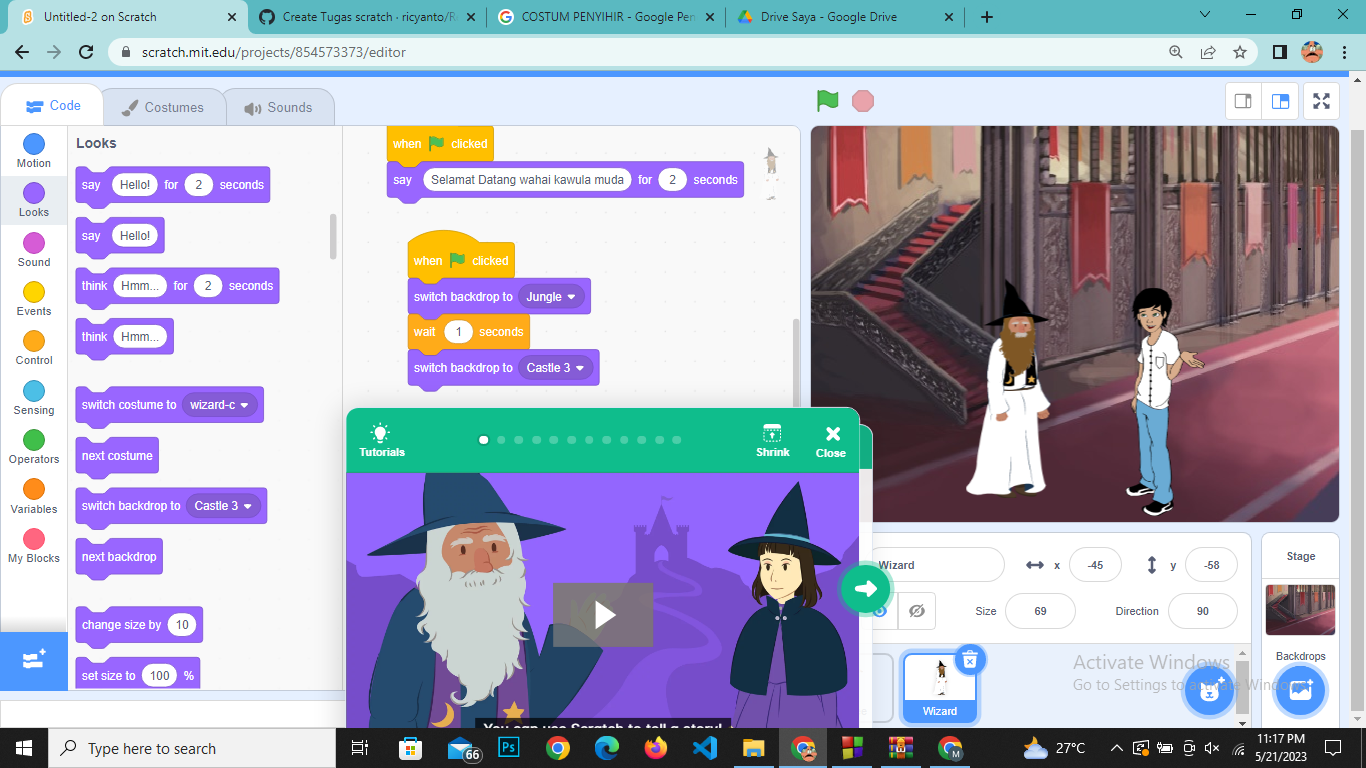 Untitled-2 on Scratch
Create Tugas scratch · ricyanto/R
COSTUM PENYIHIR - Google Pen
Drive Saya - Google Drive
scratch.mit.edu/projects/854573373/editor
Code
Costumes
Sounds
Motion
Looks
Sound
Events
Control
Sensing
Operators
Variables
My Blocks
Looks
say Hello! for 2 seconds
say Hello!
think Hmm... for 2 seconds
think Hmm...
switch costume to wizard-c
next costume
switch backdrop to Castle 3
next backdrop
change size by 10
set size to 100 %
when clicked
say Selamat Datang wahai kawula muda for 2 seconds
when clicked
switch backdrop to Jungle
wait 1 seconds
switch backdrop to Castle 3
Tutorials
Shrink
Close
You can use Scratch to tell a story!
Wizard
x -45
y -58
Size 69
Direction 90
Wizard
Stage
Backdrops
Activate Windows
Go to Settings to activate Windows.
Type here to search
66
Ps
M
27°C
11:17 PM
5/21/2023